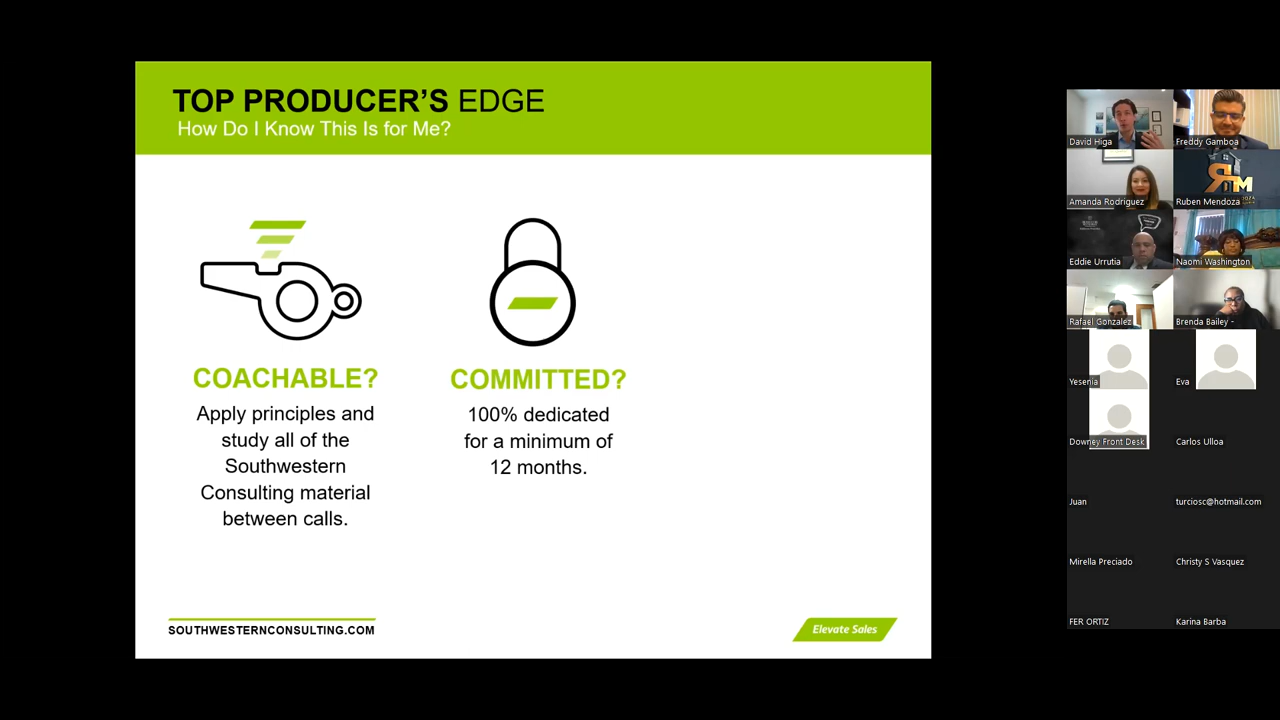 TOP PRODUCER'S EDGE
How Do I Know This Is for Me?
COACHABLE?
Apply principles and
study all of the
Southwestern
Consulting material
between calls.
COMMITTED?
100% dedicated
for a minimum of
12 months.
SOUTHWESTERNCONSULTING.COM
Elevate Sales
David Higa
Freddy Gamboa
Amanda Rodriguez
RM
Ruben Mendoza
Eddie Urrutia
Naomi Washington
Rafael Gonzalez
Brenda Bailey -
Yesenia
Eva
Downey Front Desk
Carlos Ulloa
Juan
turciosc@hotmail.com
Mirella Preciado
Christy S Vasquez
FER ORTIZ
Karina Barba